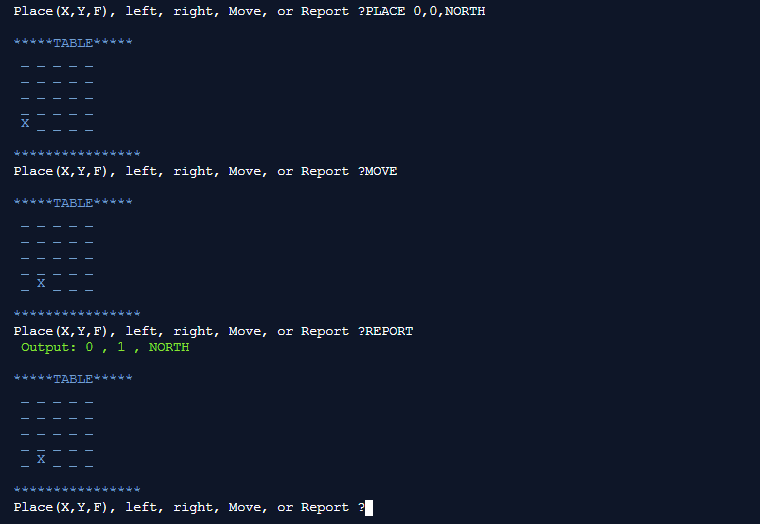 Place(X,Y,F), left, right, Move, or Report ?PLACE 0,0,NORTH
*****TABLE*****
_ _ _ _ _
_ _ _ _ _
_ _ _ _ _
_ _ _ _ _
X _ _ _ _
****************
Place(X,Y,F), left, right, Move, or Report ?MOVE
*****TABLE*****
_ _ _ _ _
_ _ _ _ _
_ _ _ _ _
_ _ _ _ _
_ X _ _ _
****************
Place(X,Y,F), left, right, Move, or Report ?REPORT
Output: 0 , 1 , NORTH
*****TABLE*****
_ _ _ _ _
_ _ _ _ _
_ _ _ _ _
_ _ _ _ _
_ X _ _ _
****************
Place(X,Y,F), left, right, Move, or Report ?